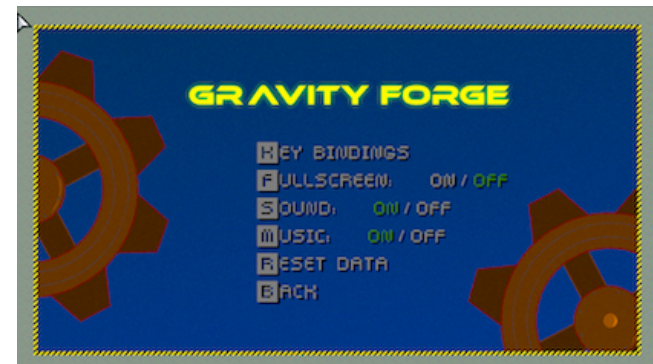 GRAVITY FORGE
KEY BINDINGS
FULLSCREEN: ON / OFF
SOUND: ON / OFF
MUSIC: ON / OFF
RESET DATA
BACK